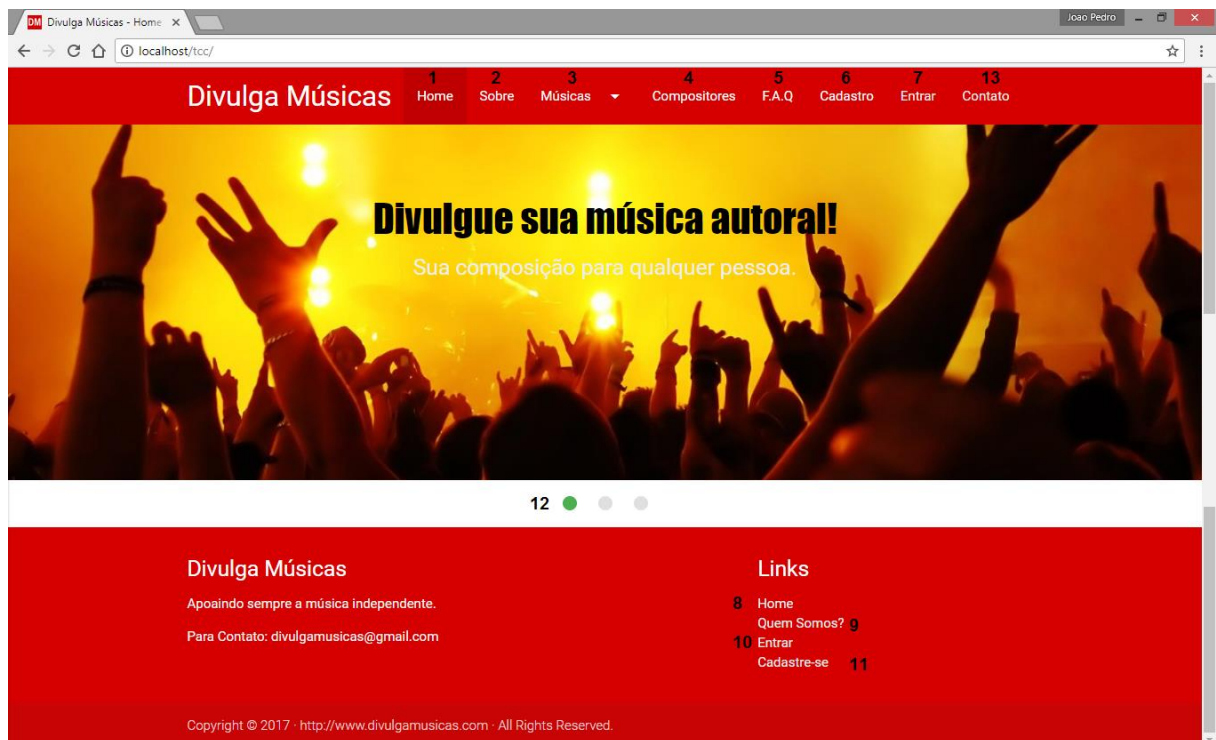 DM Divulga Músicas - Home
Joao Pedro
localhost/tcc/
Divulga Músicas
1 2 3 4 5 6 7 13
Home Sobre Músicas Compositores F.A.Q Cadastro Entrar Contato
Divulgue sua música autoral!
Sua composição para qualquer pessoa.
12
Divulga Músicas
Apoaindo sempre a música independente.
Para Contato: divulgamusicas@gmail.com
Links
8 Home
Quem Somos? 9
10 Entrar
Cadastre-se 11
Copyright © 2017 · http://www.divulgamusicas.com · All Rights Reserved.